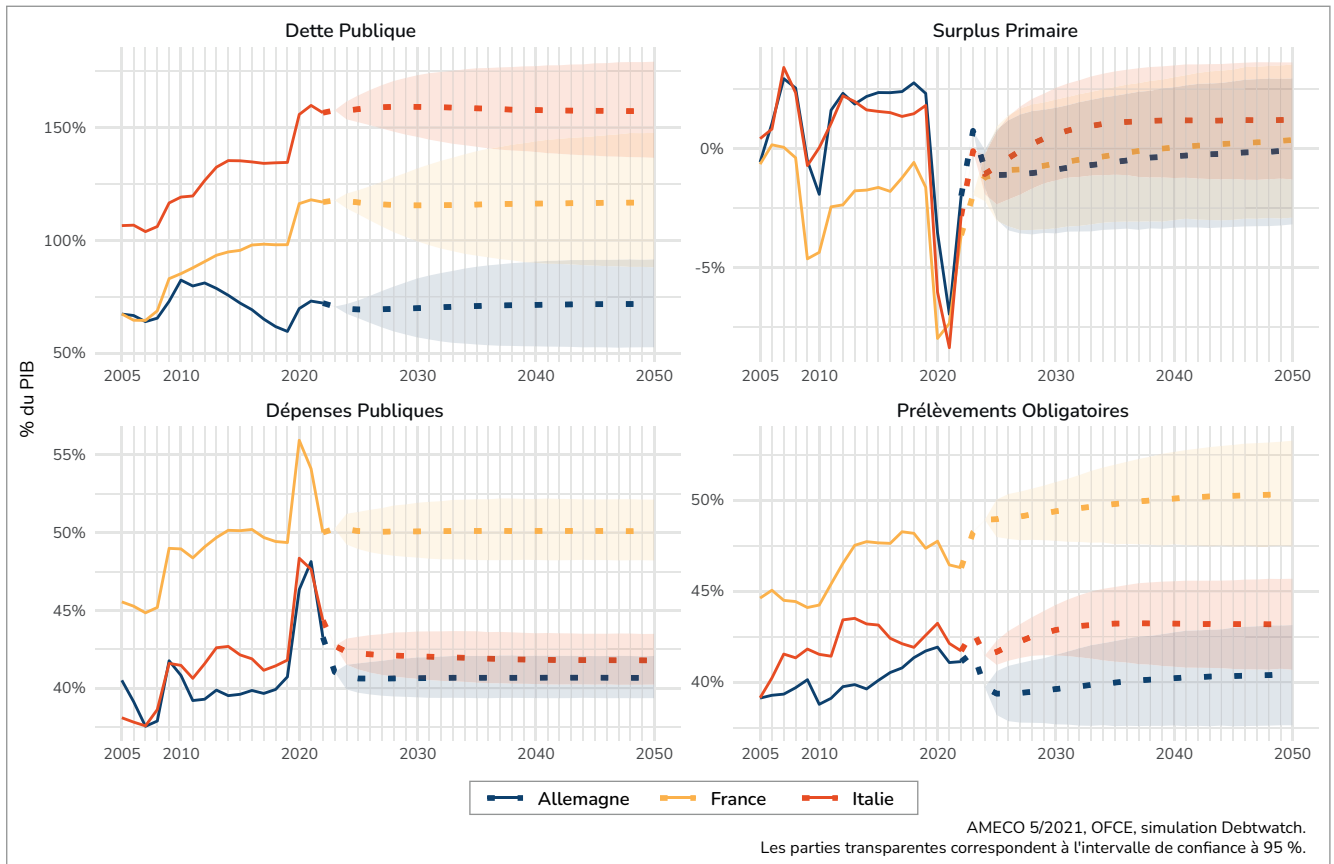 Dette Publique
Surplus Primaire
150%
100%
50%
0%
-5%
2005 2010 2020 2030 2040 2050
2005 2010 2020 2030 2040 2050
% du PIB
Dépenses Publiques
Prélèvements Obligatoires
55%
50%
45%
40%
50%
45%
40%
2005 2010 2020 2030 2040 2050
2005 2010 2020 2030 2040 2050
Allemagne France Italie
AMECO 5/2021, OFCE, simulation Debtwatch.
Les parties transparentes correspondent à l'intervalle de confiance à 95 %.